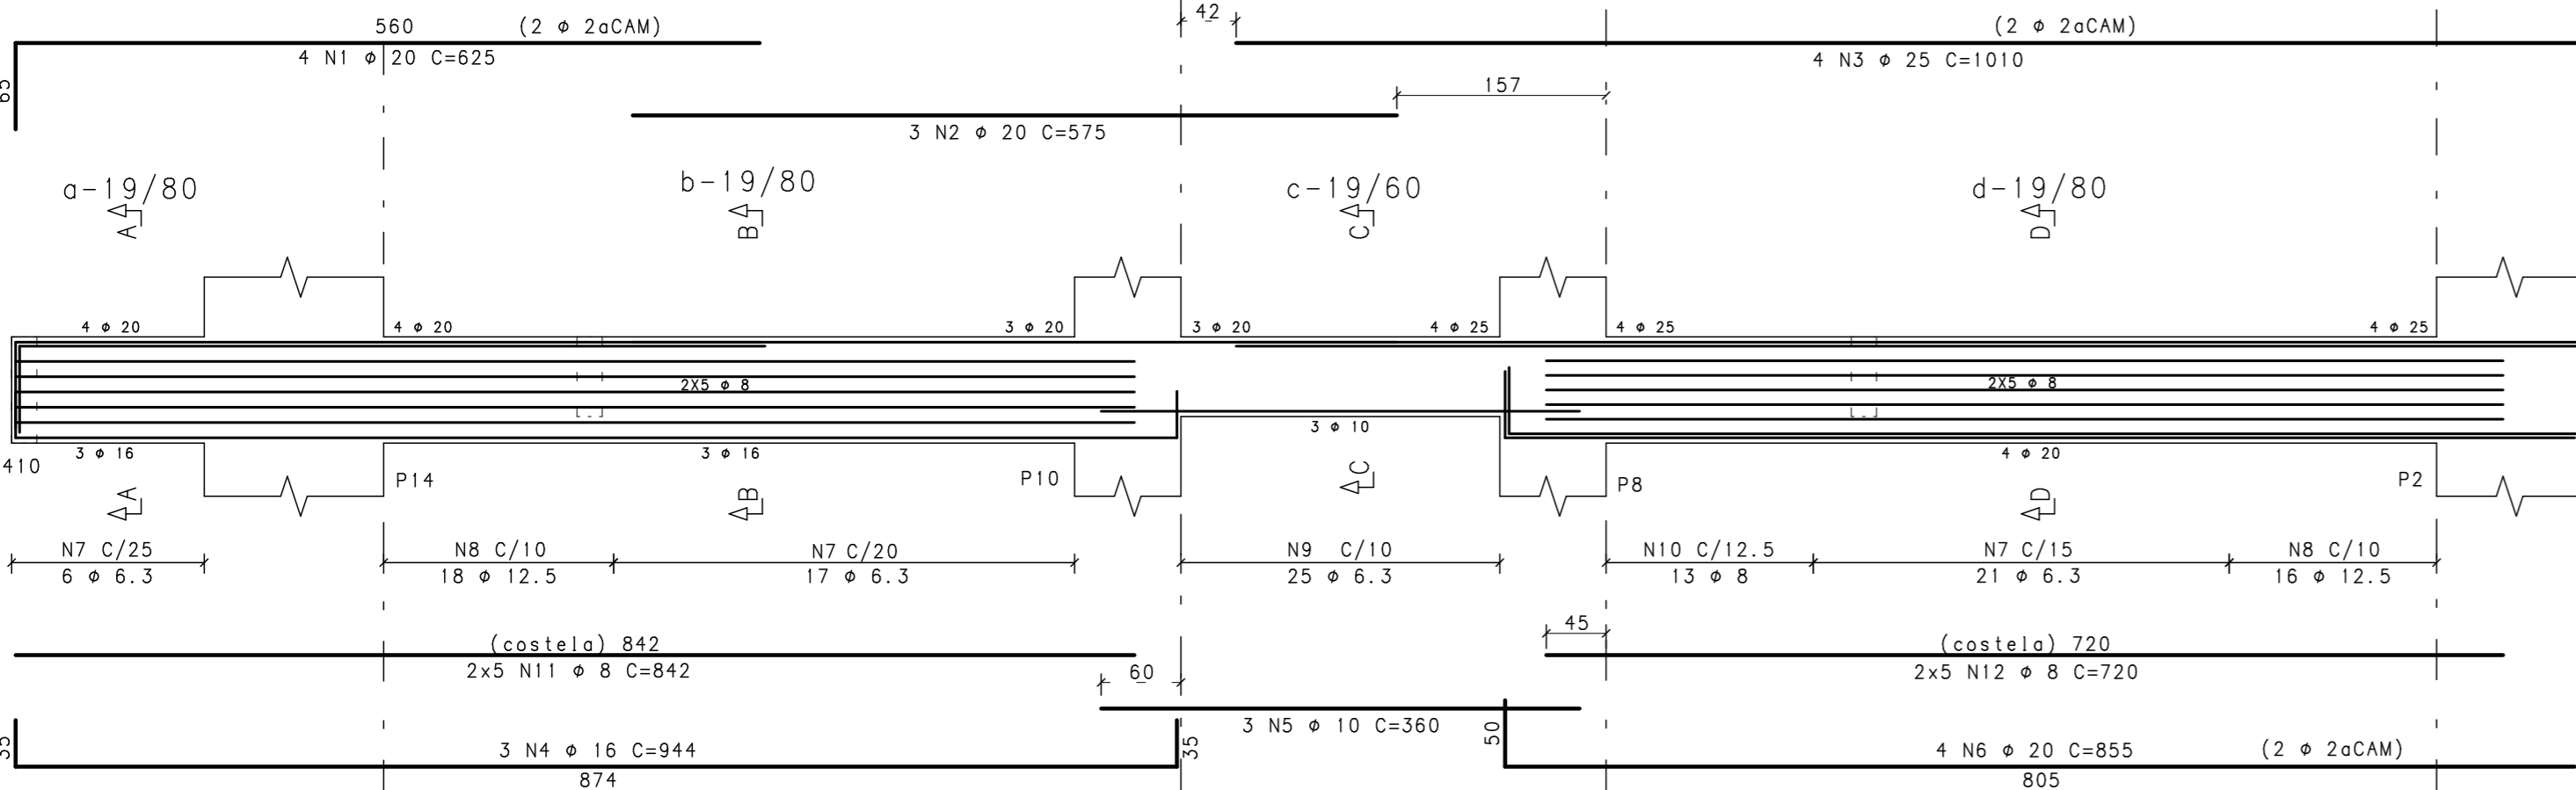 560 (2 ø 2aCAM)
42
(2 ø 2aCAM)
4 N1 ø 20 C=625
4 N3 ø 25 C=1010
65
157
3 N2 ø 20 C=575
a-19/80
b-19/80
c-19/60
d-19/80
A
B
C
D
4 ø 20
4 ø 20
3 ø 20
3 ø 20
4 ø 25
4 ø 25
4 ø 25
2X5 ø 8
2X5 ø 8
3 ø 10
3 ø 16
3 ø 16
4 ø 20
410
P14
P10
P8
P2
A
B
C
D
N7 C/25
N8 C/10
N7 C/20
N9 C/10
N10 C/12.5
N7 C/15
N8 C/10
6 ø 6.3
18 ø 12.5
17 ø 6.3
25 ø 6.3
13 ø 8
21 ø 6.3
16 ø 12.5
45
(costela) 842
(costela) 720
2x5 N11 ø 8 C=842
60
2x5 N12 ø 8 C=720
3 N5 ø 10 C=360
50
35
3 N4 ø 16 C=944
35
4 N6 ø 20 C=855 (2 ø 2aCAM)
874
805